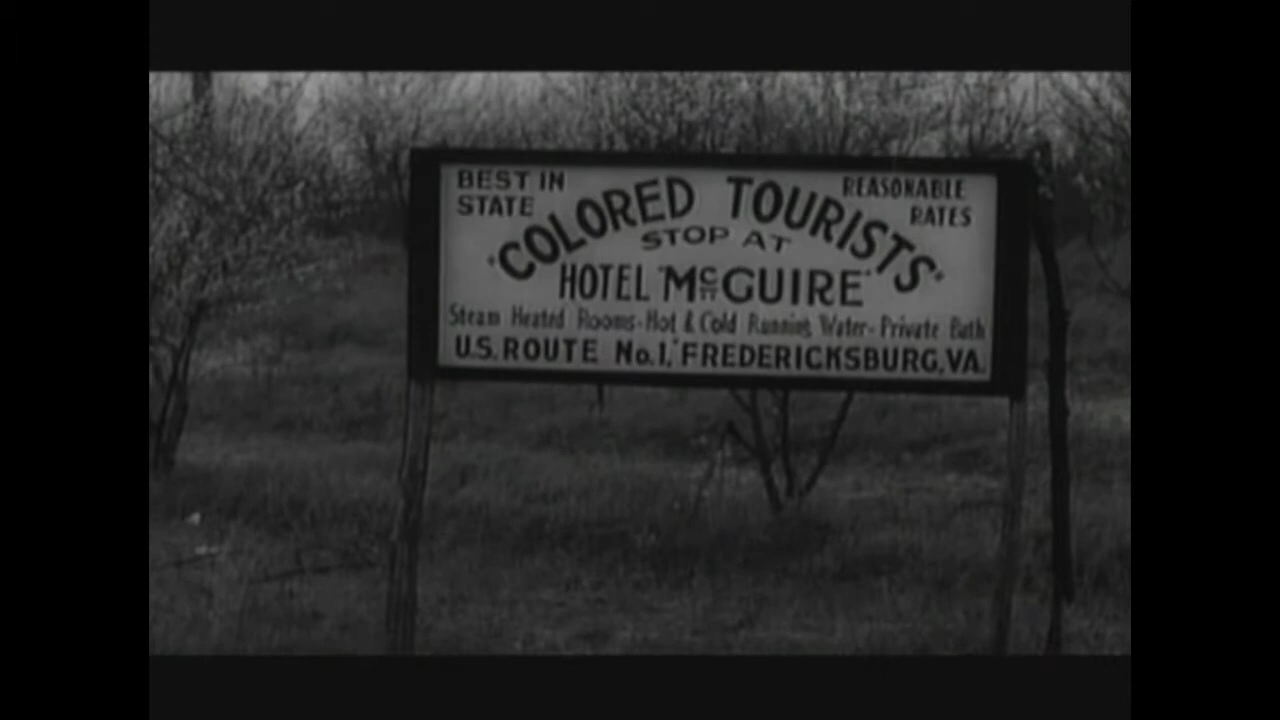 BEST IN
STATE
REASONABLE
RATES
"COLORED TOURISTS"
STOP AT
HOTEL "McGUIRE"
Steam Heated Rooms-Hot & Cold Running Water-Private Bath
U.S. ROUTE No.1, FREDERICKSBURG, VA.